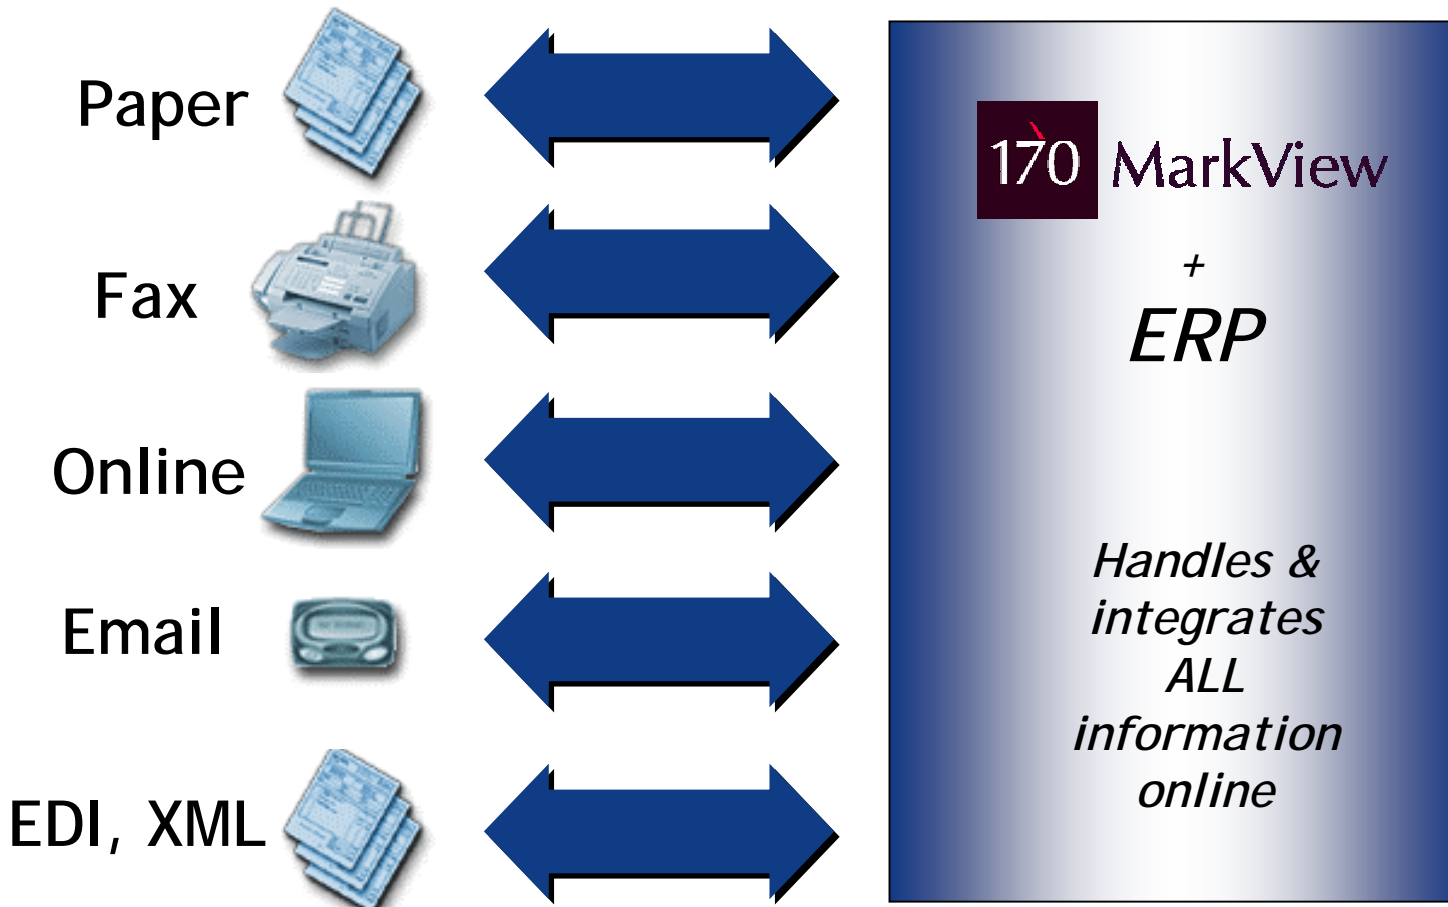 Paper
Fax
Online
Email
EDI, XML
170 MarkView
+
ERP
Handles &
integrates
ALL
information
online